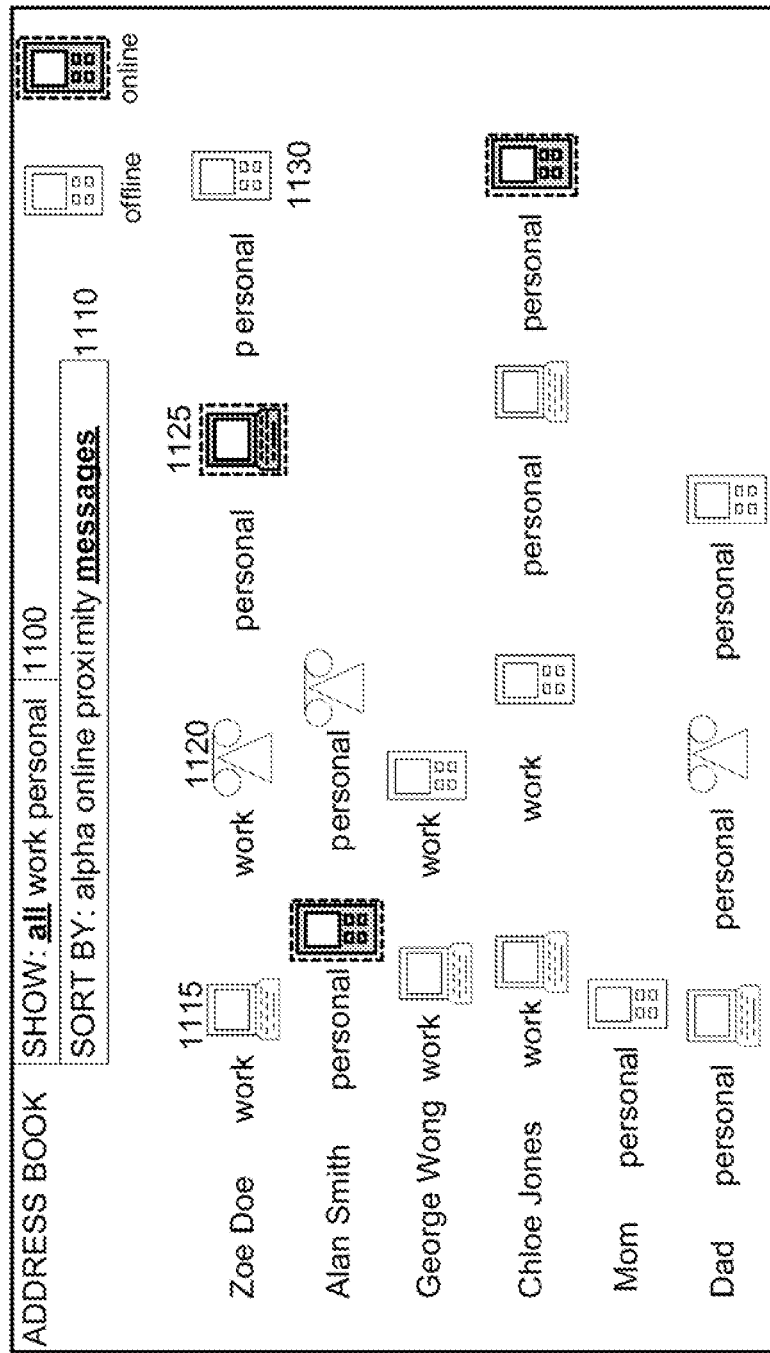 ADDRESS BOOK SHOW: all work personal 1100
SORT BY: alpha online proximity messages 1110
offline online
1115 1120 1125
Zoe Doe work work personal p ersonal
1130
Alan Smith personal personal
George Wong work work
Chloe Jones work work personal personal
Mom personal
Dad personal personal personal